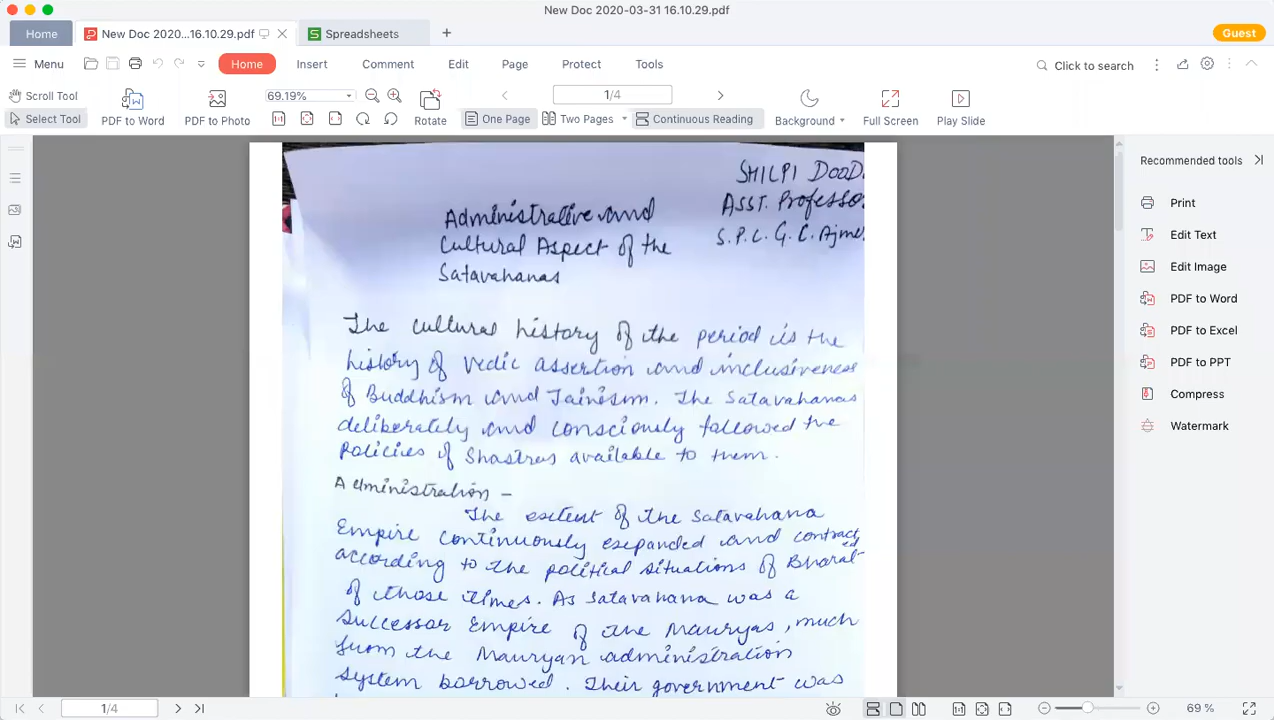 New Doc 2020-03-31 16.10.29.pdf
Home
New Doc 2020...16.10.29.pdf
Spreadsheets
Guest
Menu
Home
Insert
Comment
Edit
Page
Protect
Tools
Click to search
Scroll Tool
Select Tool
PDF to Word
PDF to Photo
69.19%
Rotate
1/4
One Page
Two Pages
Continuous Reading
Background
Full Screen
Play Slide
SHILPI DOOD
ASST. Professo
S.P.C. G.C. Ajme
Administrative and
Cultural Aspect of the
Satavahanas
The cultural history of the period is the
history of Vedic assertion and inclusiveness
of Buddhism and Jainism. The Satavahanas
deliberately and consciously followed the
Policies of Shastras available to them.
Administration -
The extent of the Satavahana
Empire continuously expanded and contracted
according to the political situations of Bharat
of those times. As Satavahana was a
Successor Empire of the Mauryas, much
from the Mauryan administration
system borrowed. Their government was
Recommended tools
Print
Edit Text
Edit Image
PDF to Word
PDF to Excel
PDF to PPT
Compress
Watermark
1/4
69 %